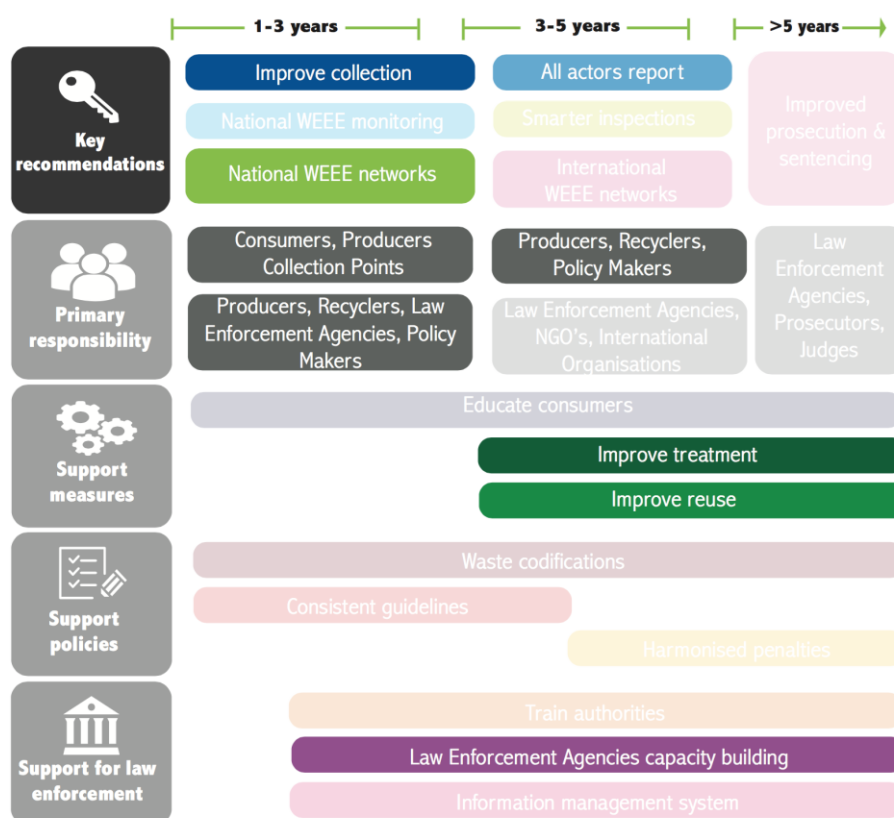 1-3 years
3-5 years
>5 years
Key
recommendations
Improve collection
All actors report
National WEEE monitoring
Smarter inspections
National WEEE networks
International
WEEE networks
Improved
prosecution &
sentencing
Primary
responsibility
Consumers, Producers
Collection Points
Producers, Recyclers,
Policy Makers
Producers, Recyclers, Law
Enforcement Agencies, Policy
Makers
Law Enforcement Agencies,
NGO's, International
Organisations
Law
Enforcement
Agencies,
Prosecutors,
Judges
Support
measures
Educate consumers
Improve treatment
Improve reuse
Support
policies
Waste codifications
Consistent guidelines
Harmonised penalties
Support for law
enforcement
Train authorities
Law Enforcement Agencies capacity building
Information management system